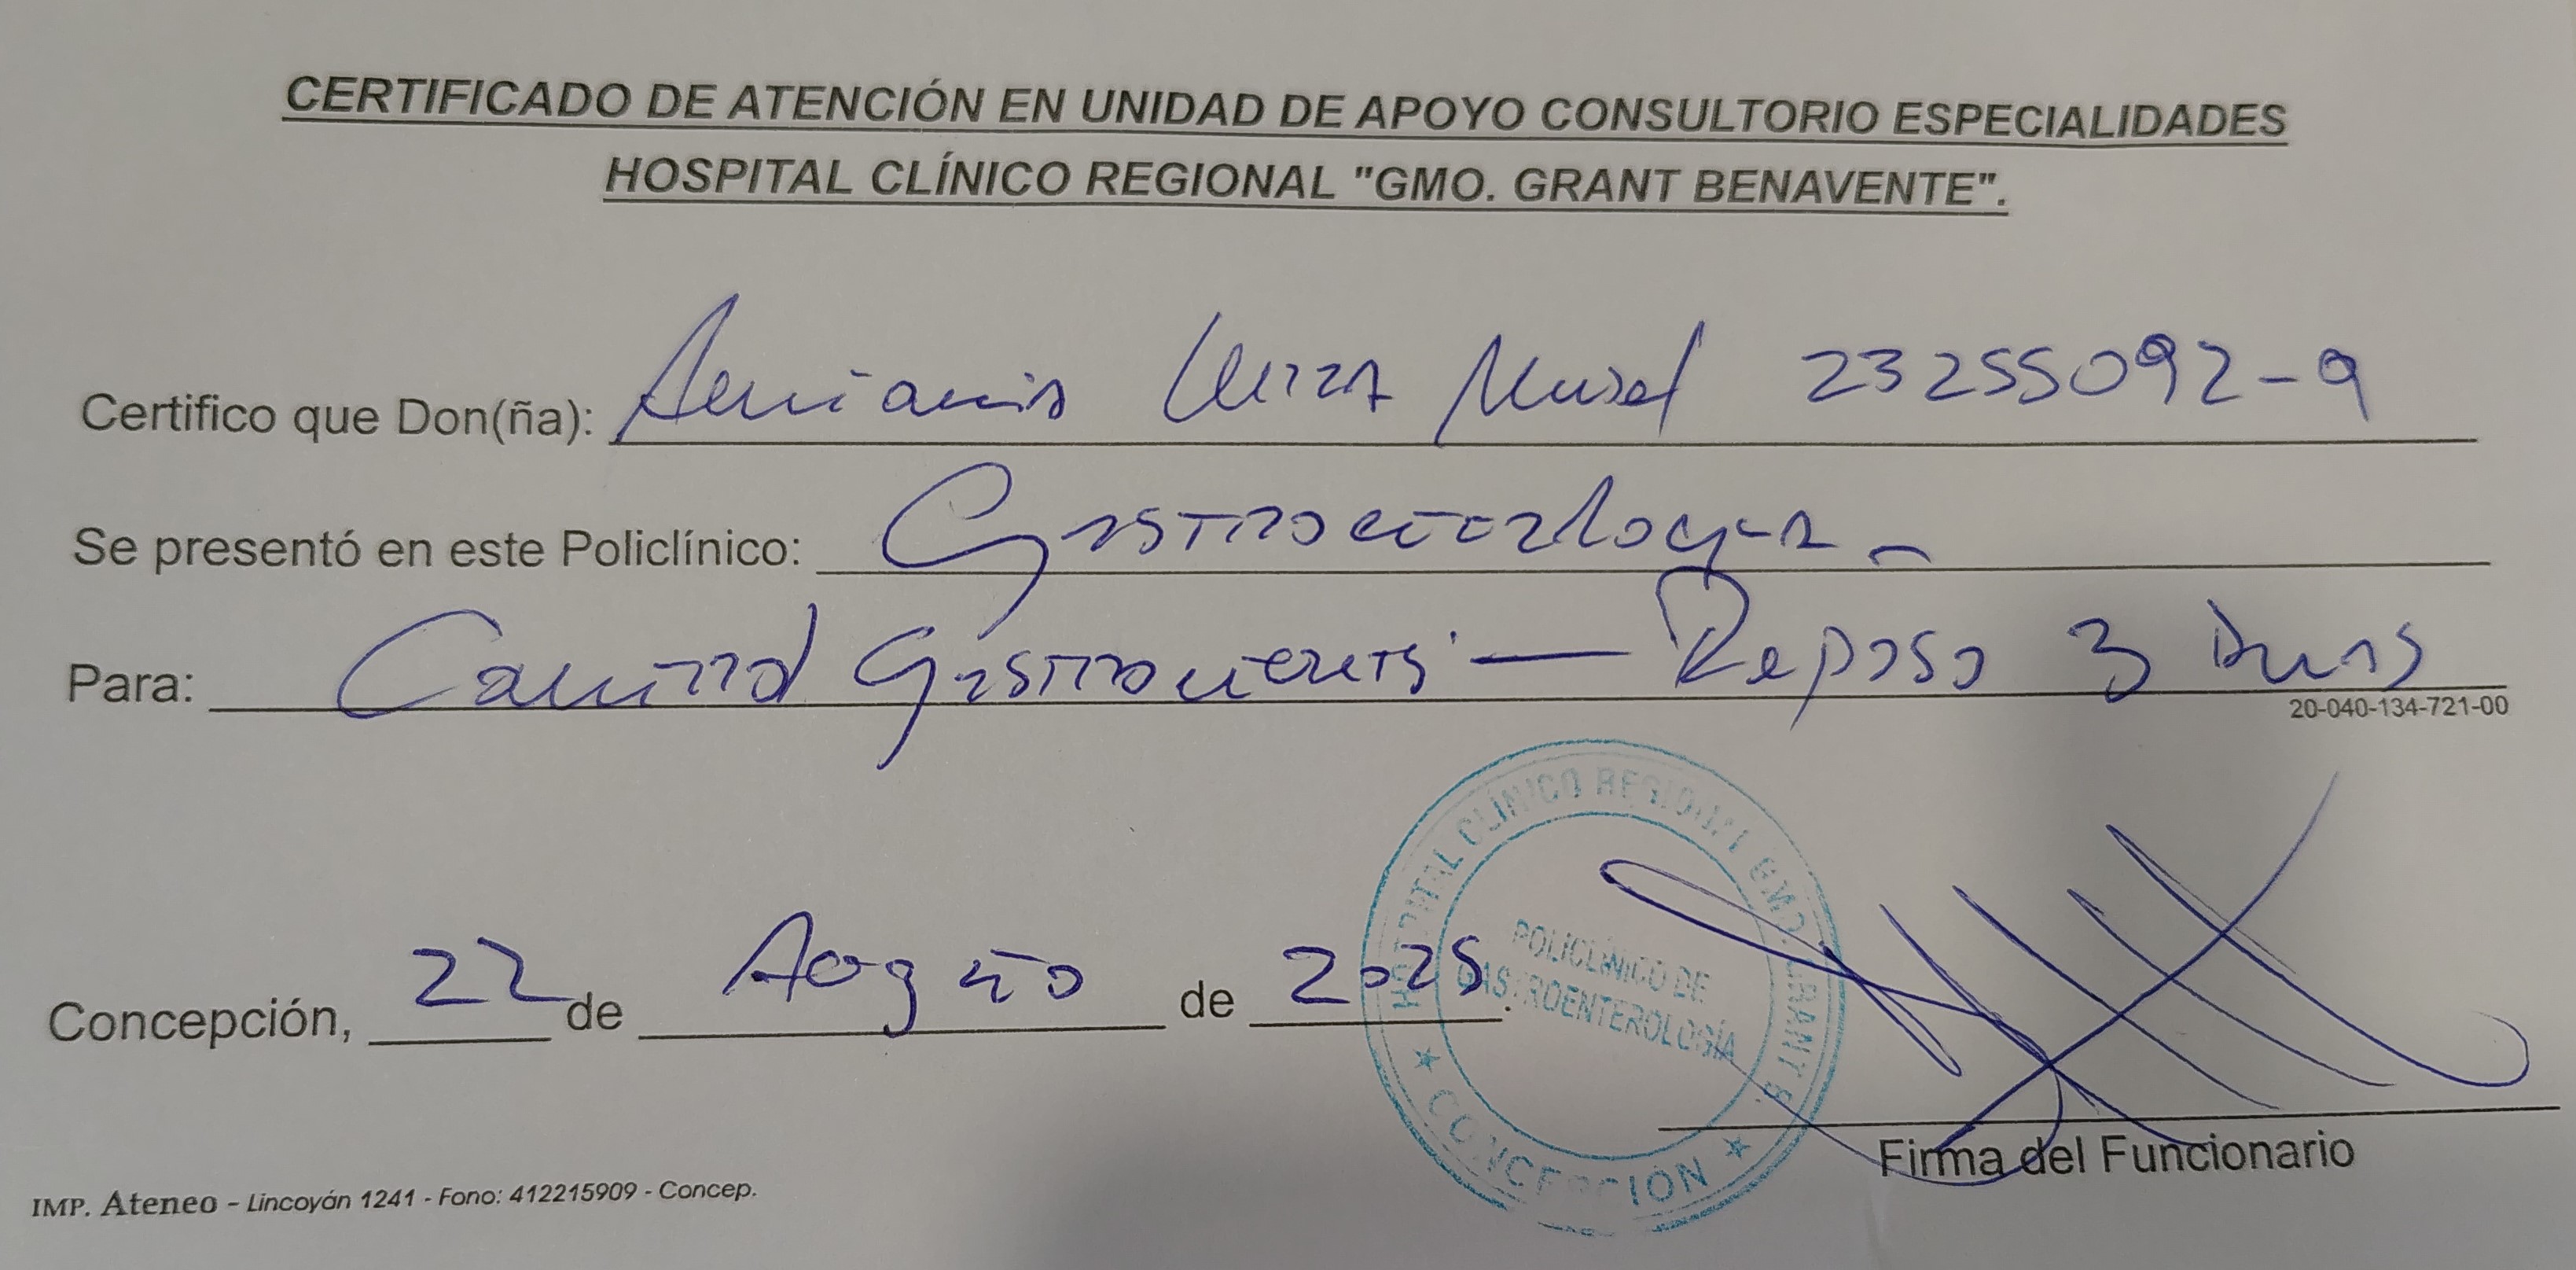 CERTIFICADO DE ATENCIÓN EN UNIDAD DE APOYO CONSULTORIO ESPECIALIDADES
HOSPITAL CLÍNICO REGIONAL "GMO. GRANT BENAVENTE".
Certifico que Don(ña): 23255092-9
Se presentó en este Policlínico:
Para: Control Reposo 3 Dias
20-040-134-721-00
HOSPITAL CLÍNICO REGIONAL GMO. GRANT B.
POLICLÍNICO DE
GASTROENTEROLOGÍA
★ CONCEPCIÓN ★
Concepción, 22 de de 2025.
Firma del Funcionario
IMP. Ateneo - Lincoyán 1241 - Fono: 412215909 - Concep.